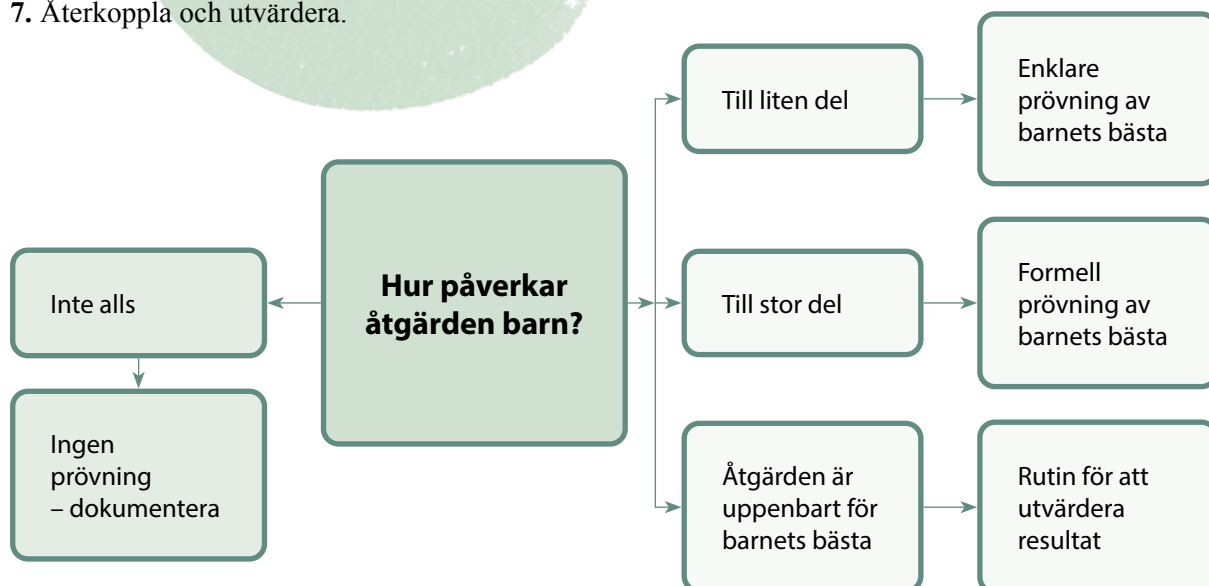 7. Återkoppla och utvärdera.
Inte alls
Ingen
prövning
– dokumentera
Hur påverkar
åtgärden barn?
Till liten del
Enklare
prövning av
barnets bästa
Till stor del
Formell
prövning av
barnets bästa
Åtgärden är
uppenbart för
barnets bästa
Rutin för att
utvärdera
resultat